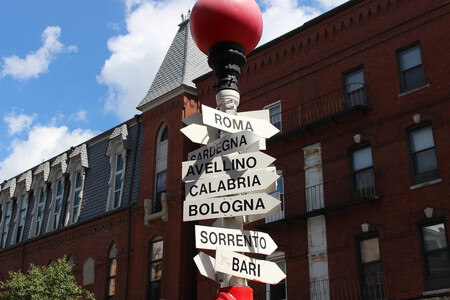 ROMA
SARDEGNA
AVELLINO
CALABRIA
BOLOGNA
SORRENTO
BARI